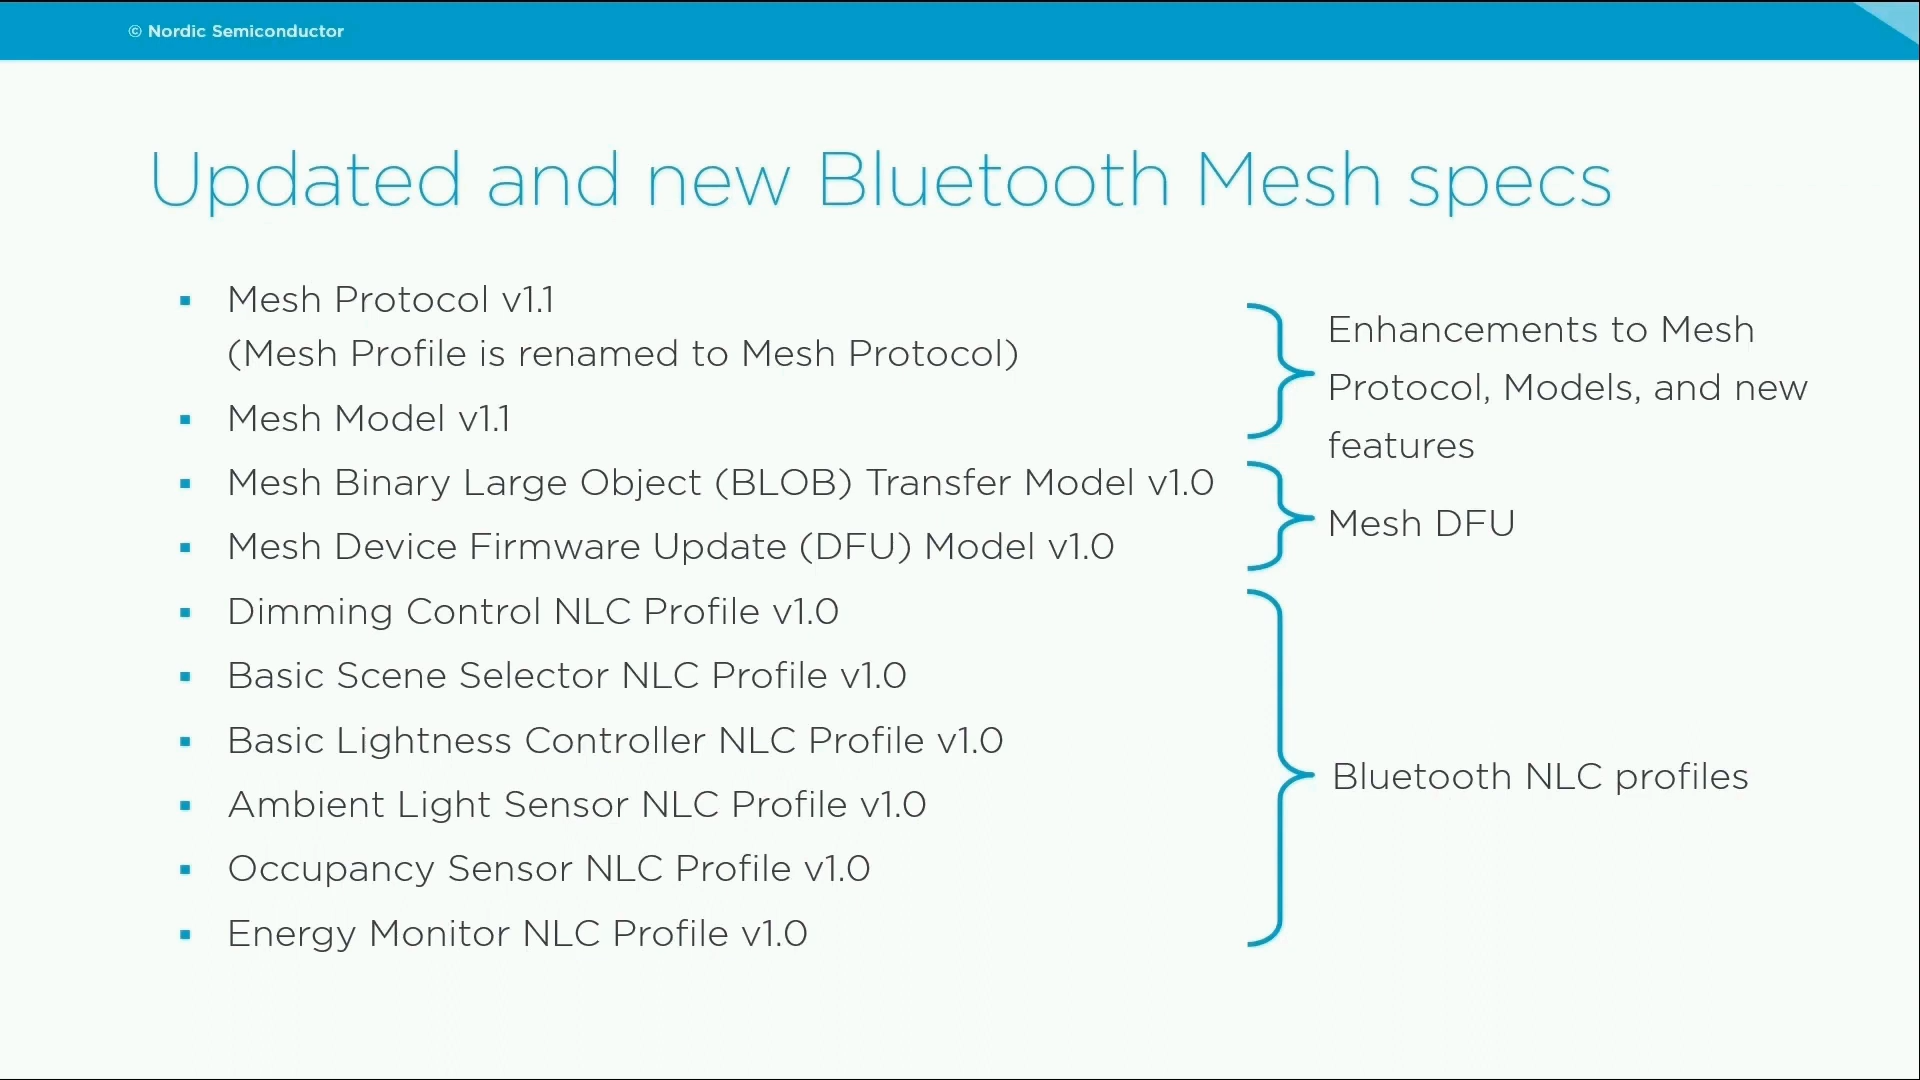 © Nordic Semiconductor
Updated and new Bluetooth Mesh specs
Mesh Protocol v1.1
(Mesh Profile is renamed to Mesh Protocol)
Mesh Model v1.1
Mesh Binary Large Object (BLOB) Transfer Model v1.0
Mesh Device Firmware Update (DFU) Model v1.0
Dimming Control NLC Profile v1.0
Basic Scene Selector NLC Profile v1.0
Basic Lightness Controller NLC Profile v1.0
Ambient Light Sensor NLC Profile v1.0
Occupancy Sensor NLC Profile v1.0
Energy Monitor NLC Profile v1.0
Enhancements to Mesh
Protocol, Models, and new
features
Mesh DFU
Bluetooth NLC profiles